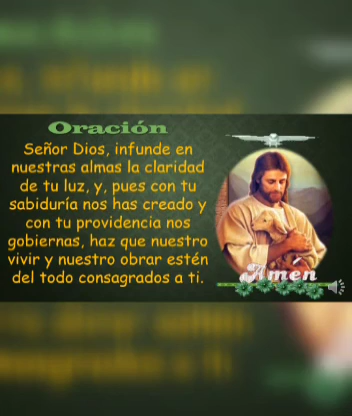 Oración
Señor Dios, infunde en
nuestras almas la claridad
de tu luz, y, pues con tu
sabiduría nos has creado y
con tu providencia nos
gobiernas, haz que nuestro
vivir y nuestro obrar estén
del todo consagrados a ti.
Amen